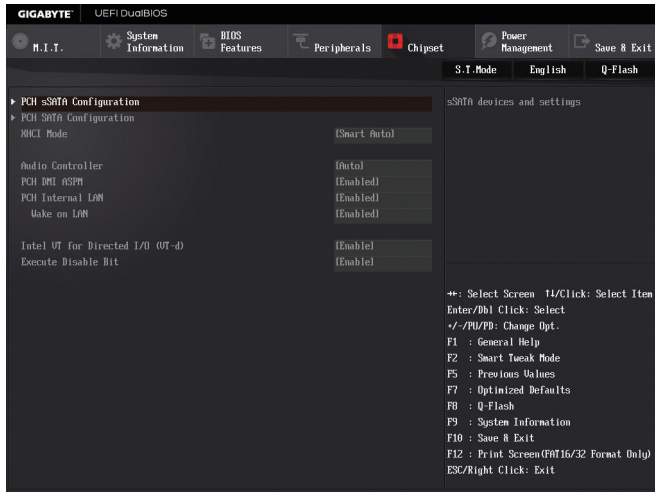 GIGABYTE™ UEFI DualBIOS
M.I.T. System Information BIOS Features Peripherals Chipset Power Management Save & Exit
S.T.Mode English Q-Flash
PCH sSATA Configuration
PCH SATA Configuration
XHCI Mode [Smart Auto]
Audio Controller [Auto]
PCH DMI ASPM [Enabled]
PCH Internal LAN [Enabled]
Wake on LAN [Enabled]
Intel VT for Directed I/O (VT-d) [Enable]
Execute Disable Bit [Enable]
sSATA devices and settings
→←: Select Screen ↑↓/Click: Select Item
Enter/Dbl Click: Select
+/-/PU/PD: Change Opt.
F1 : General Help
F2 : Smart Tweak Mode
F5 : Previous Values
F7 : Optimized Defaults
F8 : Q-Flash
F9 : System Information
F10 : Save & Exit
F12 : Print Screen(FAT16/32 Format Only)
ESC/Right Click: Exit